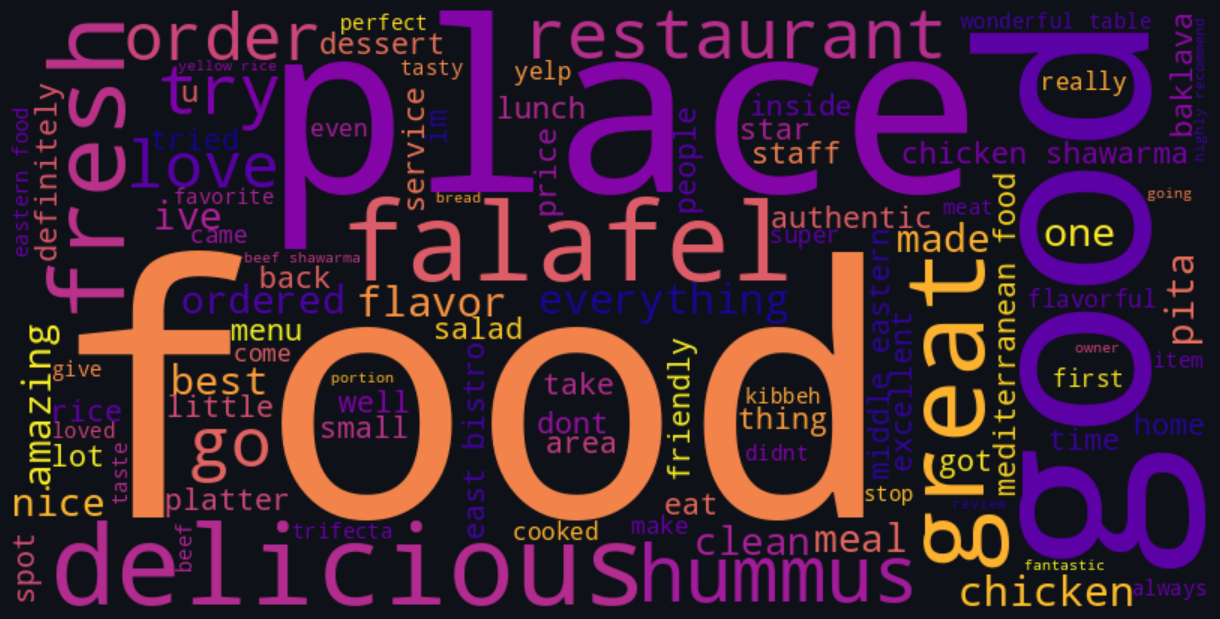 perfect
wonderful table
order
restaurant
dessert
place
fresh
yellow rice
tasty
yelp
really
baklava
highly recommend
try
u
lunch
inside
good
definitely
service
im
even
star
people
price
tried
love
staff
chicken shawarma
eastern food
favorite
bread
going
ive
falafel
authentic
meat
one
came
super
made
mediterranean food
beef shawarma
back
ordered
flavor
everything
flavorful
pita
great
middle eastern
excellent
food
menu
salad
come
amazing
give
owner
item
best
portion
take
kibbeh
first
rice
little
well
thing
friendly
loved
small
dont
area
home
go
didnt
time
lot
taste
east bistro
got
nice
platter
eat
stop
review
trifecta
cooked
make
clean
meal
spot
beef
delicious
hummus
fantastic
chicken
always